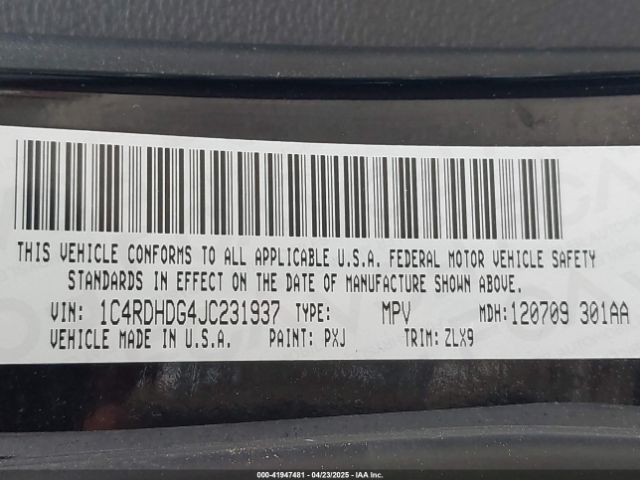 THIS VEHICLE CONFORMS TO ALL APPLICABLE U.S.A. FEDERAL MOTOR VEHICLE SAFETY
STANDARDS IN EFFECT ON THE DATE OF MANUFACTURE SHOWN ABOVE.
VIN: 1C4RDHDG4JC231937 TYPE: MPV MDH: 120709 301AA
VEHICLE MADE IN U.S.A. PAINT: PXJ TRIM: ZLX9
000-41947481 - 04/23/2025 - IAA Inc.